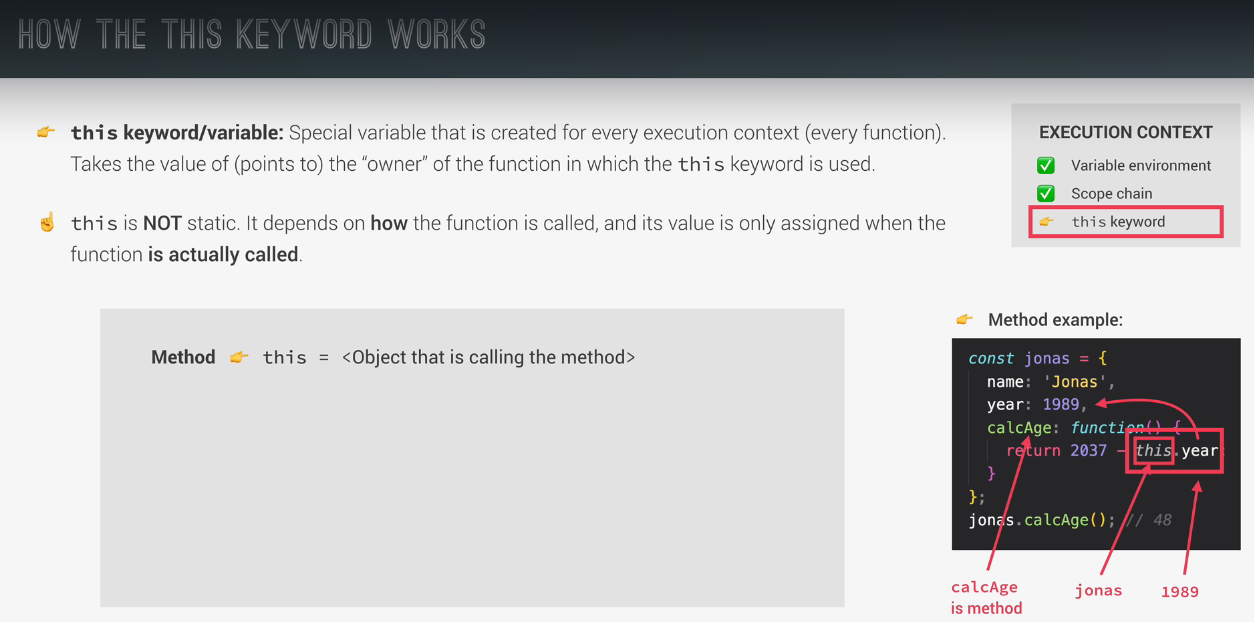 HOW THE THIS KEYWORD WORKS
👉 this keyword/variable: Special variable that is created for every execution context (every function).
Takes the value of (points to) the “owner” of the function in which the this keyword is used.
☝️ this is NOT static. It depends on how the function is called, and its value is only assigned when the
function is actually called.
EXECUTION CONTEXT
✅ Variable environment
✅ Scope chain
👉 this keyword
Method 👉 this = <Object that is calling the method>
👉 Method example:
const jonas = {
name: 'Jonas',
year: 1989,
calcAge: function() {
return 2037 - this.year;
}
};
jonas.calcAge(); // 48
calcAge
is method
jonas
1989